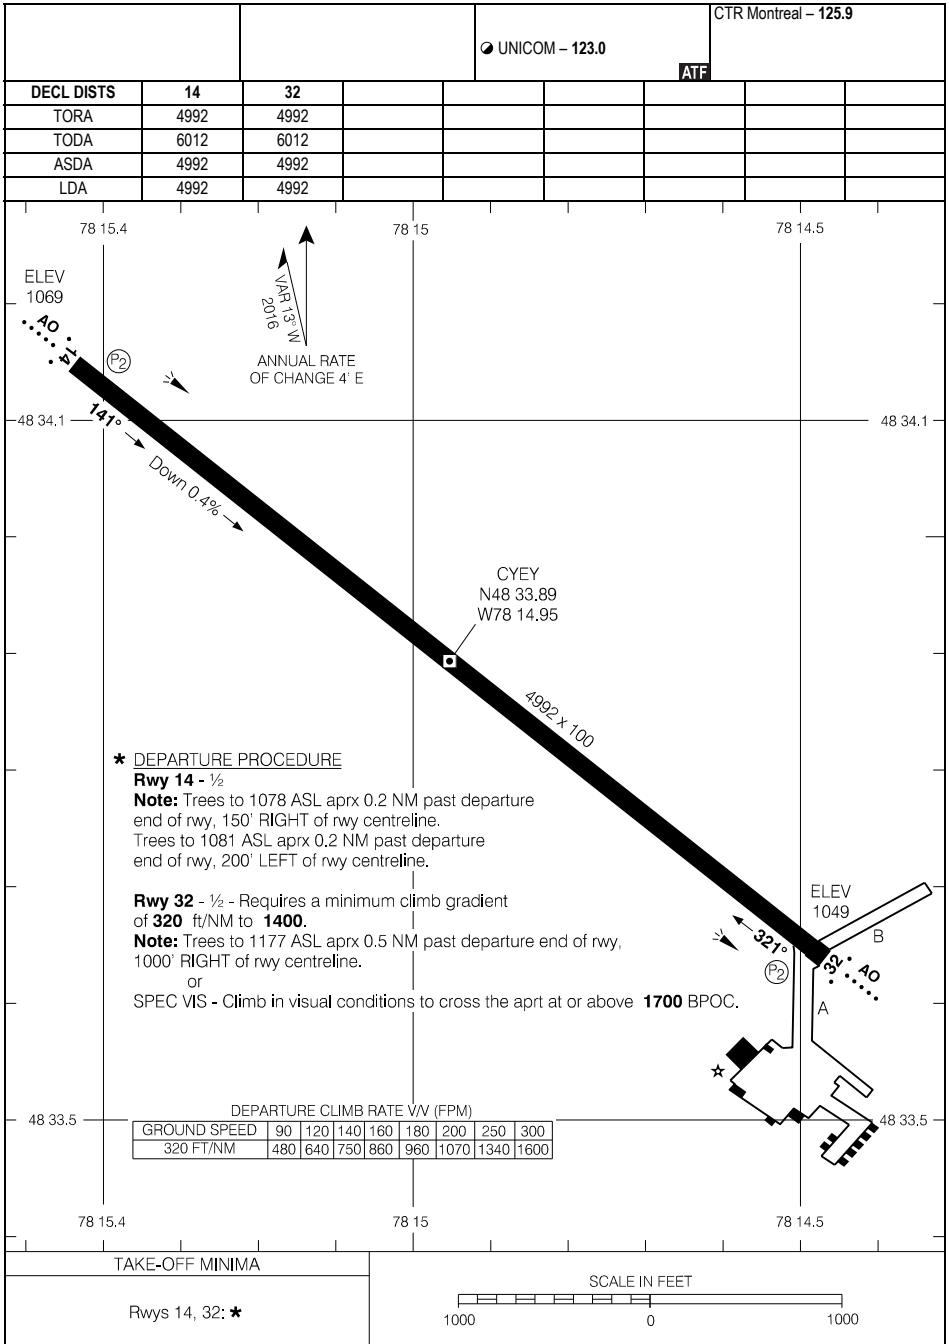 CTR Montreal – 125.9
UNICOM – 123.0
ATF
DECL DISTS 14 32
TORA 4992 4992
TODA 6012 6012
ASDA 4992 4992
LDA 4992 4992
78 15.4 78 15 78 14.5
ELEV
1069
VAR 13° W
2016
ANNUAL RATE
OF CHANGE 4' E
AO
14
P2
141°
48 34.1 48 34.1
Down 0.4%
CYEY
N48 33.89
W78 14.95
4992 x 100
* DEPARTURE PROCEDURE
Rwy 14 - ½
Note: Trees to 1078 ASL aprx 0.2 NM past departure
end of rwy, 150' RIGHT of rwy centreline.
Trees to 1081 ASL aprx 0.2 NM past departure
end of rwy, 200' LEFT of rwy centreline.
Rwy 32 - ½ - Requires a minimum climb gradient
of 320 ft/NM to 1400.
Note: Trees to 1177 ASL aprx 0.5 NM past departure end of rwy,
1000' RIGHT of rwy centreline.
or
SPEC VIS - Climb in visual conditions to cross the aprt at or above 1700 BPOC.
ELEV
1049
B
321°
32
AO
P2
A
DEPARTURE CLIMB RATE V/V (FPM)
GROUND SPEED 90 120 140 160 180 200 250 300
320 FT/NM 480 640 750 860 960 1070 1340 1600
48 33.5 48 33.5
78 15.4 78 15 78 14.5
TAKE-OFF MINIMA
Rwys 14, 32: *
SCALE IN FEET
1000 0 1000